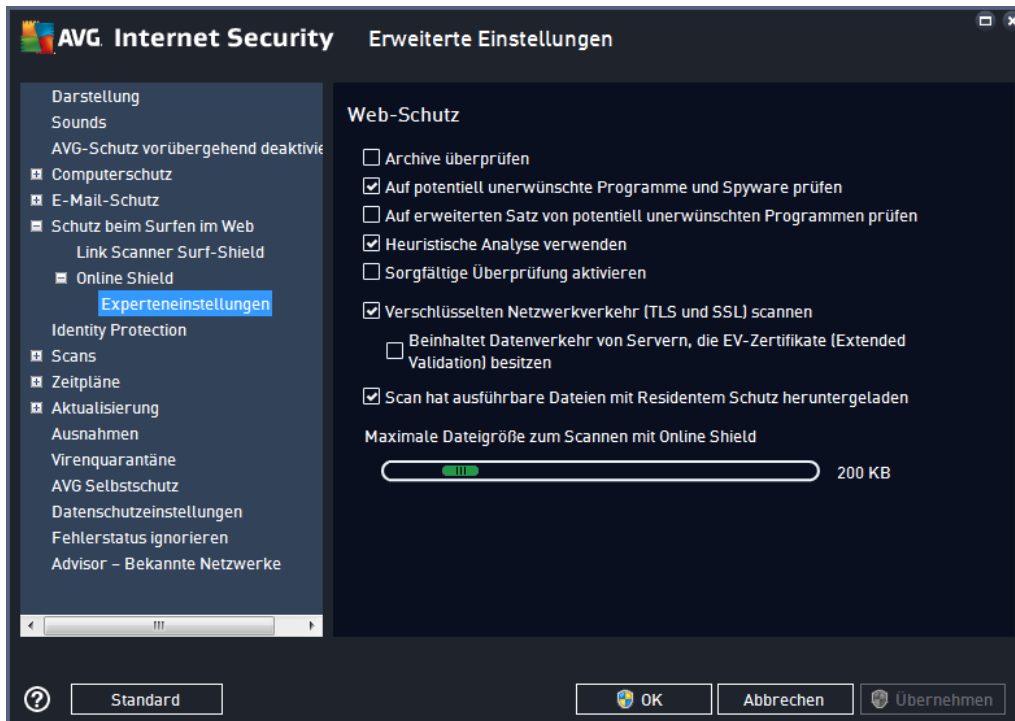 AVG Internet Security Erweiterte Einstellungen
Darstellung
Sounds
AVG-Schutz vorübergehend deaktivie
Computerschutz
E-Mail-Schutz
Schutz beim Surfen im Web
Link Scanner Surf-Shield
Online Shield
Experteneinstellungen
Identity Protection
Scans
Zeitpläne
Aktualisierung
Ausnahmen
Virenquarantäne
AVG Selbstschutz
Datenschutzeinstellungen
Fehlerstatus ignorieren
Advisor – Bekannte Netzwerke
Web-Schutz
Archive überprüfen
Auf potentiell unerwünschte Programme und Spyware prüfen
Auf erweiterten Satz von potentiell unerwünschten Programmen prüfen
Heuristische Analyse verwenden
Sorgfältige Überprüfung aktivieren
Verschlüsselten Netzwerkverkehr (TLS und SSL) scannen
Beinhaltet Datenverkehr von Servern, die EV-Zertifikate (Extended
Validation) besitzen
Scan hat ausführbare Dateien mit Residentem Schutz heruntergeladen
Maximale Dateigröße zum Scannen mit Online Shield
200 KB
? Standard OK Abbrechen Übernehmen